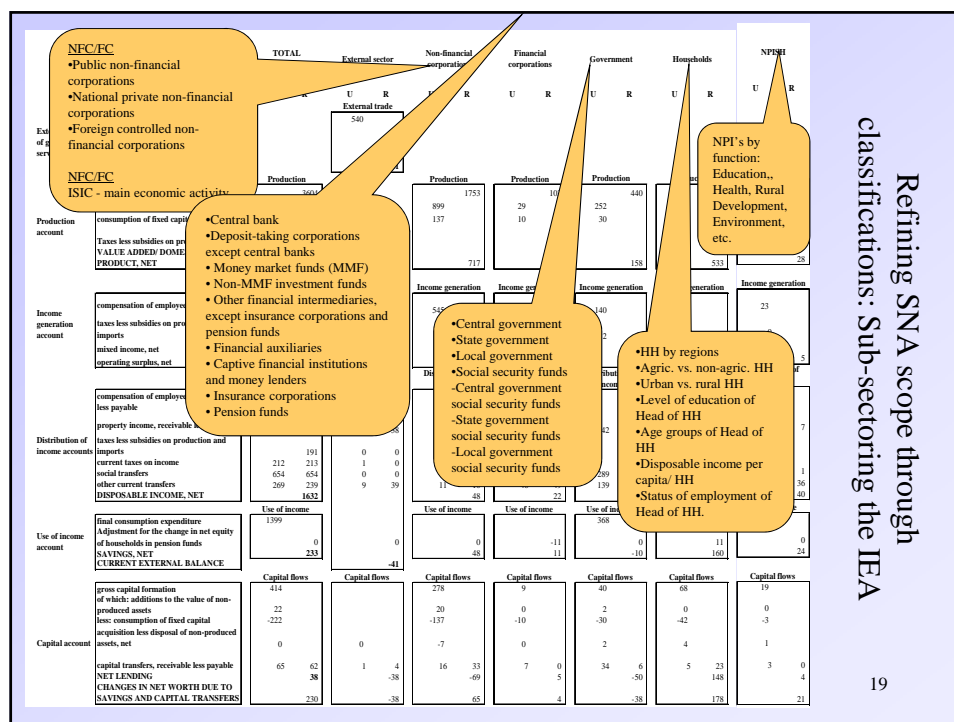 Refining SNA scope through
classifications: Sub-sectoring the IEA
NFC/FC
•Public non-financial
corporations
•National private non-financial
corporations
•Foreign controlled non-
financial corporations
NFC/FC
ISIC - main economic activity
•Central bank
•Deposit-taking corporations
except central banks
• Money market funds (MMF)
• Non-MMF investment funds
• Other financial intermediaries,
except insurance corporations and
pension funds
• Financial auxiliaries
• Captive financial institutions
and money lenders
• Insurance corporations
• Pension funds
•Central government
•State government
•Local government
•Social security funds
-Central government
social security funds
-State government
social security funds
-Local government
social security funds
•HH by regions
•Agric. vs. non-agric. HH
•Urban vs. rural HH
•Level of education of
Head of HH
•Age groups of Head of
HH
•Disposable income per
capita/ HH
•Status of employment of
Head of HH.
NPI's by
function:
Education,,
Health, Rural
Development,
Environment,
etc.
TOTAL External sector Non-financial corporations Financial corporations Government Households NPISH
R U R U R U R U R U R
External trade
540
Production Production Production Production
1753 440
899 29 252
consumption of fixed 137 10 30
Production account
Taxes less subsidies on
VALUE ADDED/
PRODUCT, NET 717 158 533 28
Income generation Income generation Income generation Income generation
Income generation account
compensation of 140 23
taxes less subsidies on
imports
mixed income, net
operating surplus, net 5
Distribution of income accounts
compensation of
less payable
property income, 7
taxes less subsidies on production and
imports 191 0 0
current taxes on income 212 213 1 0
social transfers 654 654 0 0 289 1
other current transfers 269 239 9 39 11 139 36
DISPOSABLE INCOME, NET 1632 48 22 40
Use of income Use of income Use of income
Use of income account
final consumption expenditure 1399 368
Adjustment for the change in net equity
of households in pension funds 0 0 0 -11 0 11 0
SAVINGS, NET 233 48 11 -10 160 24
CURRENT EXTERNAL BALANCE -41
Capital flows Capital flows Capital flows Capital flows Capital flows Capital flows Capital flows
gross capital formation 414 278 9 40 68 19
of which: additions to the value of non-
produced assets 22 20 0 2 0 0
less: consumption of fixed capital -222 -137 -10 -30 -42 -3
acquisition less disposal of non-produced
Capital account assets, net 0 0 -7 0 2 4 1
capital transfers, receivable less payable 65 62 1 4 16 33 7 0 34 6 5 23 3 0
NET LENDING 38 -38 -69 5 -50 148 4
CHANGES IN NET WORTH DUE TO
SAVINGS AND CAPITAL TRANSFERS 230 -38 65 4 -38 178 21
19